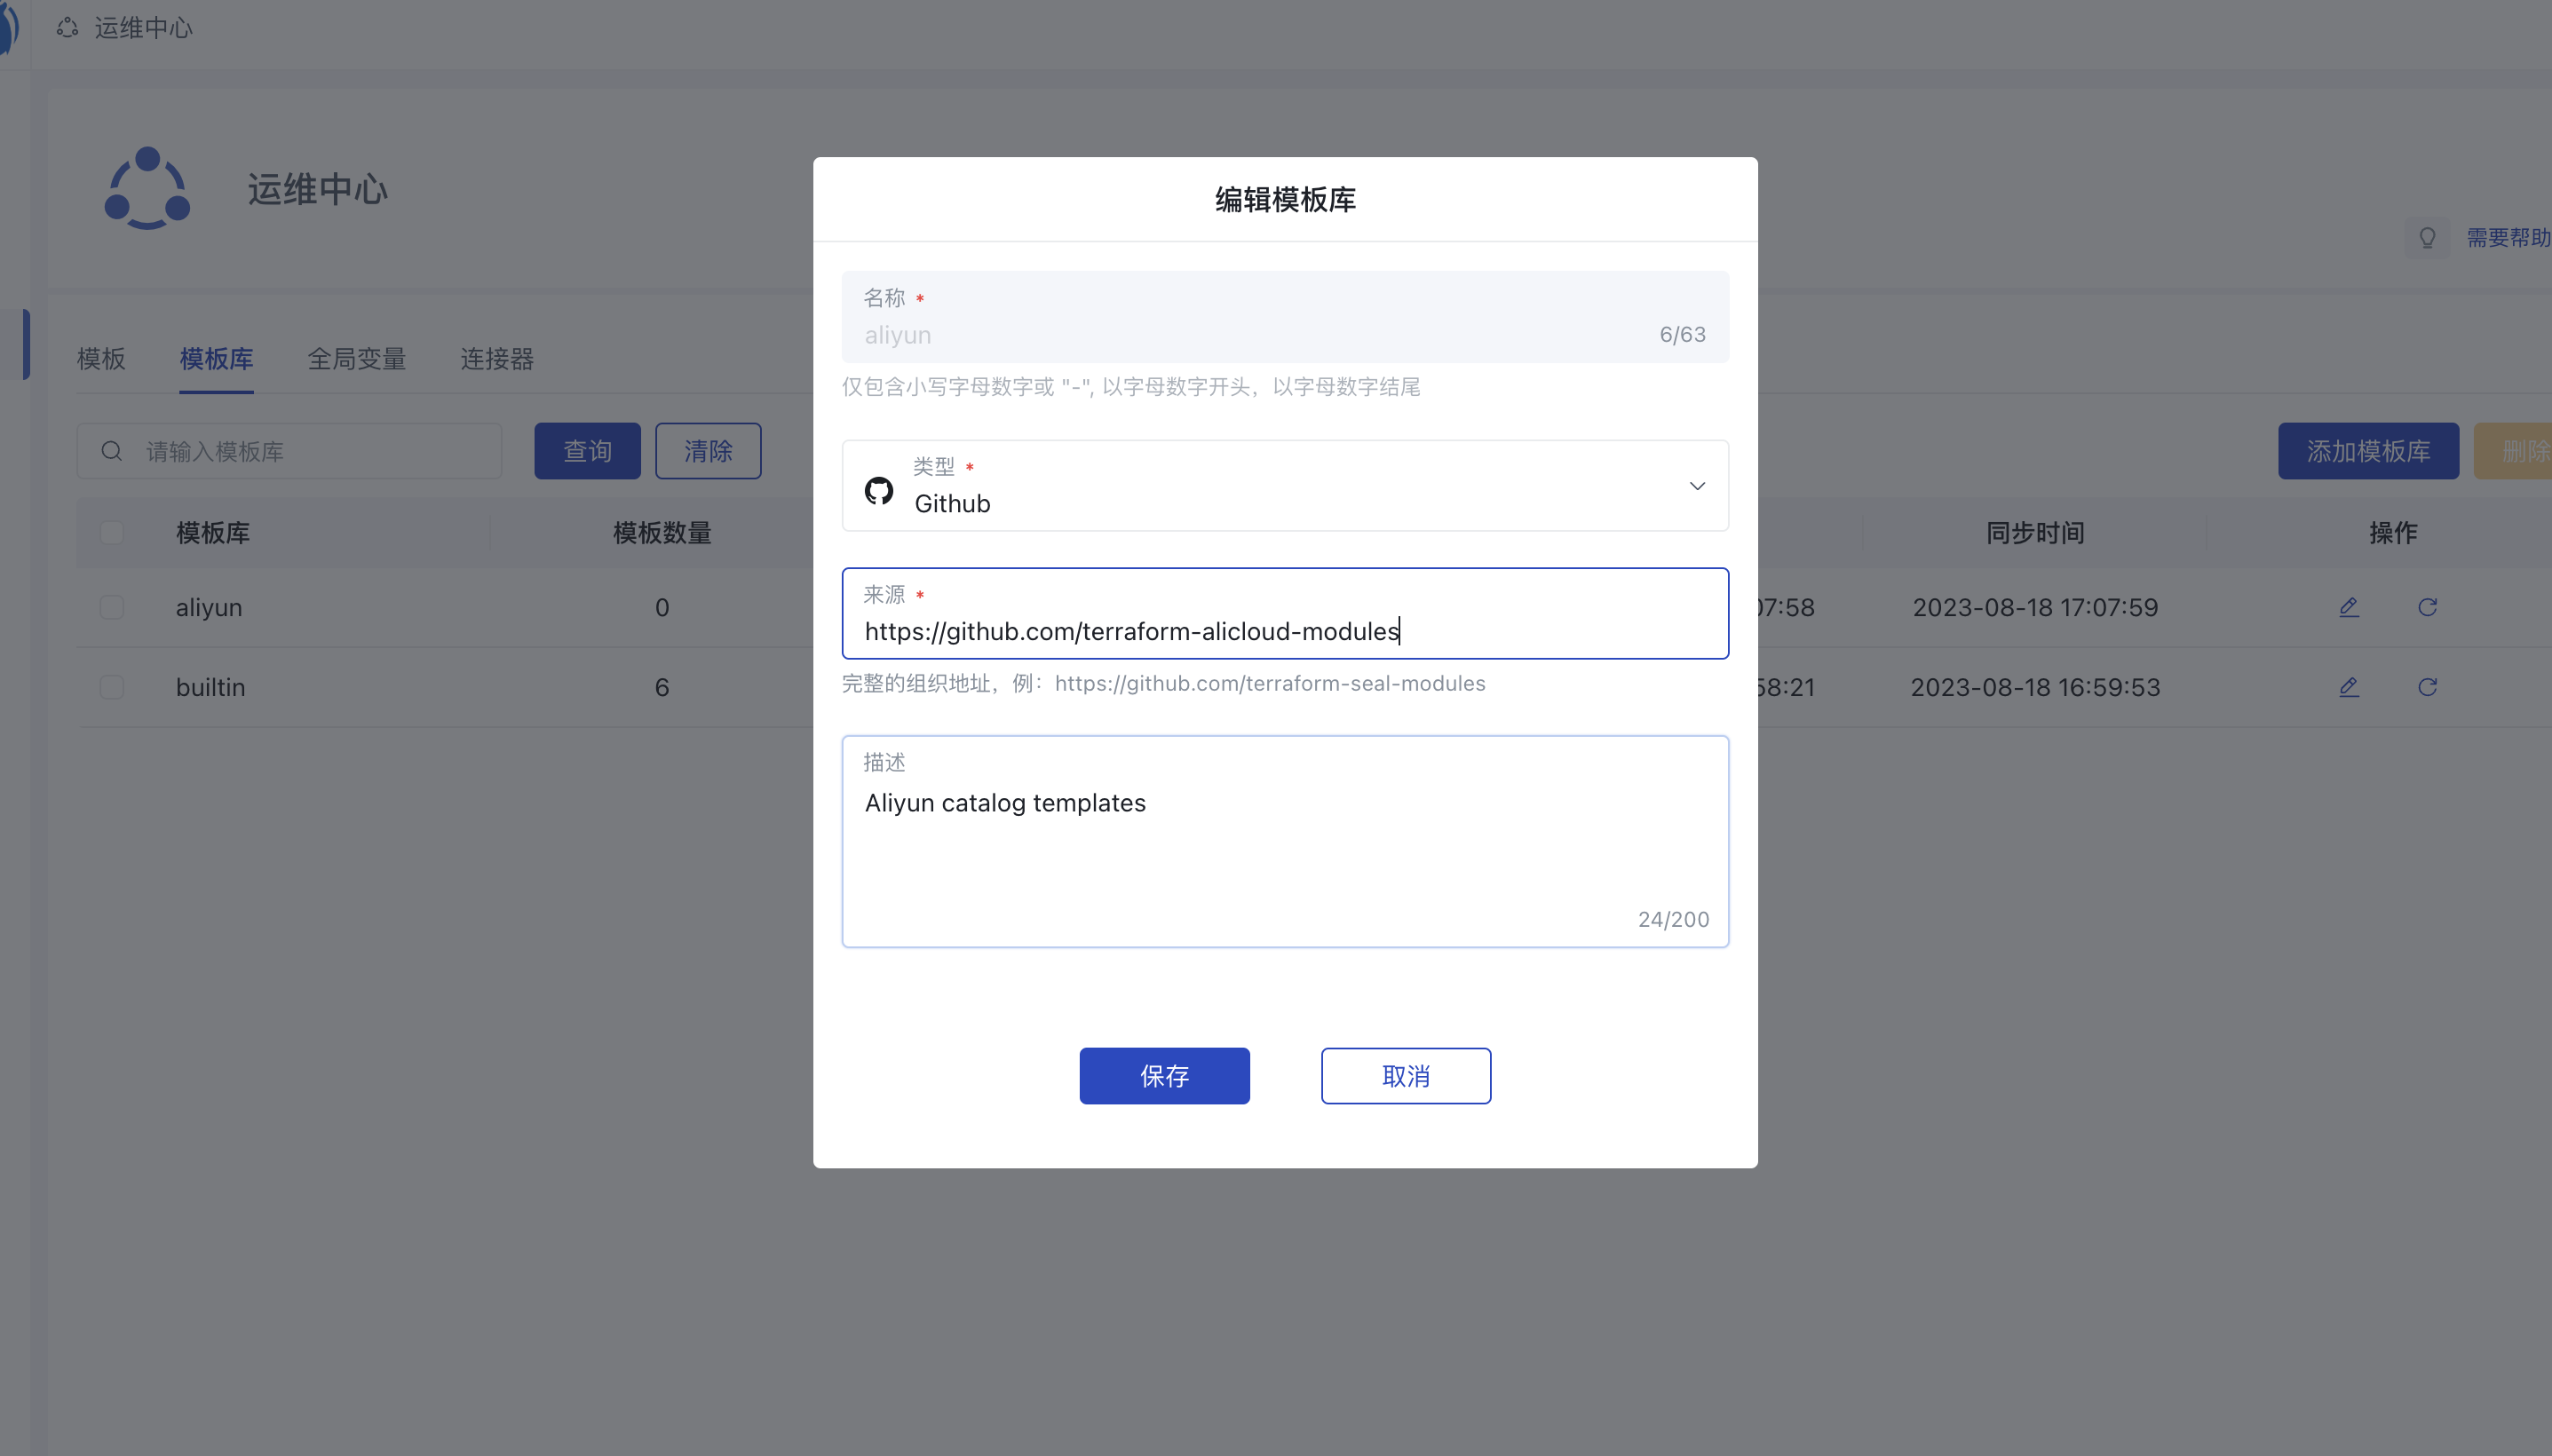 运维中心
运维中心
需要帮助
模板 模板库 全局变量 连接器
请输入模板库 查询 清除 添加模板库 删除
模板库 模板数量 同步时间 操作
aliyun 0 07:58 2023-08-18 17:07:59
builtin 6 58:21 2023-08-18 16:59:53
编辑模板库
名称 *
aliyun 6/63
仅包含小写字母数字或 "-", 以字母数字开头，以字母数字结尾
类型 *
Github
来源 *
https://github.com/terraform-alicloud-modules
完整的组织地址，例：https://github.com/terraform-seal-modules
描述
Aliyun catalog templates
24/200
保存 取消